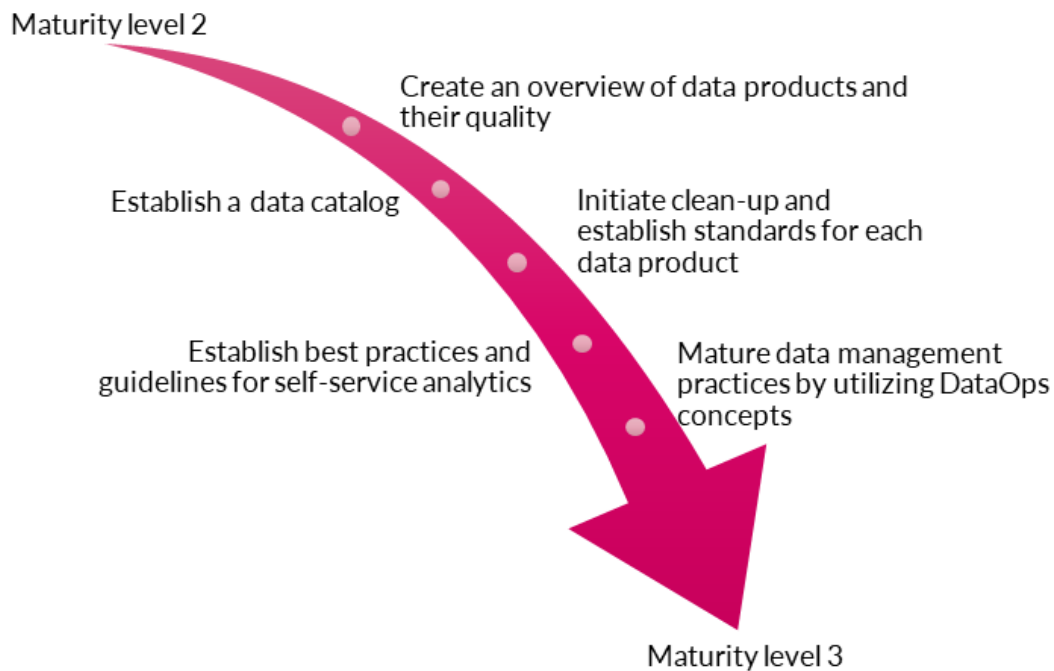 Maturity level 2
Create an overview of data products and
their quality
Establish a data catalog
Initiate clean-up and
establish standards for each
data product
Establish best practices and
guidelines for self-service analytics
Mature data management
practices by utilizing DataOps
concepts
Maturity level 3